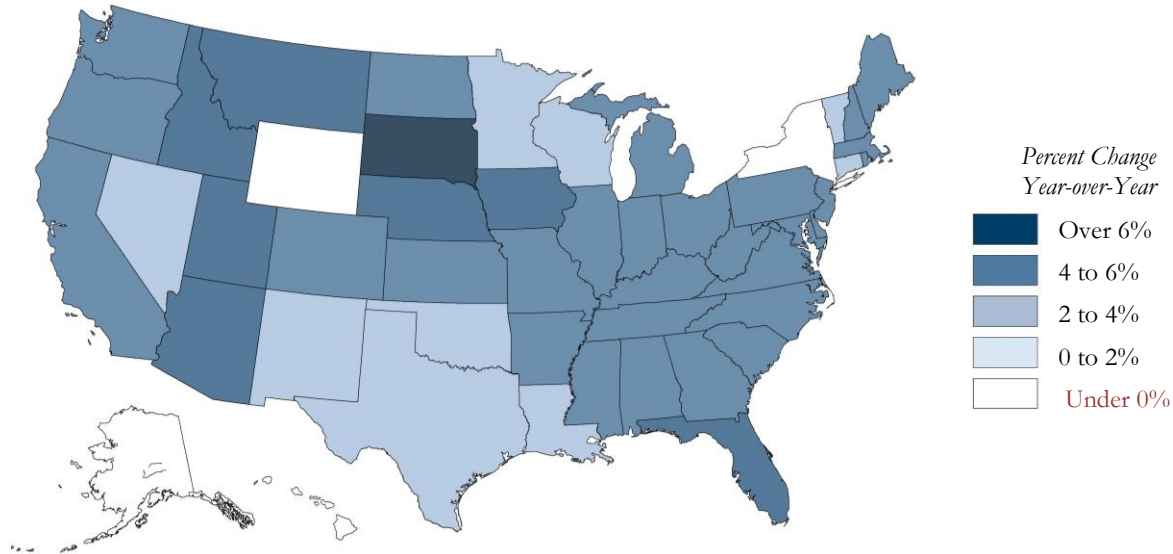 Percent Change
Year-over-Year
Over 6%
4 to 6%
2 to 4%
0 to 2%
Under 0%